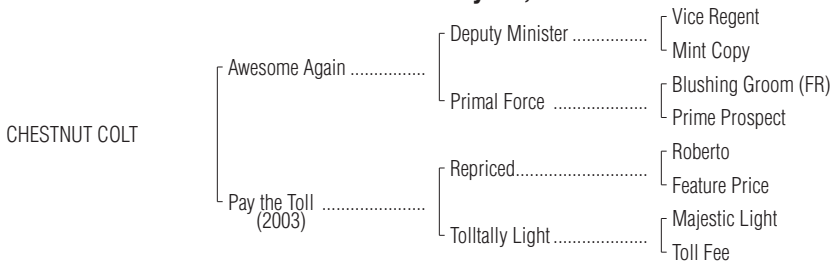 Vice Regent
Deputy Minister ................
Mint Copy
Awesome Again ................
Blushing Groom (FR)
Primal Force ....................
Prime Prospect
CHESTNUT COLT
Roberto
Repriced............................
Feature Price
Pay the Toll ......................
(2003)
Majestic Light
Tolltally Light....................
Toll Fee